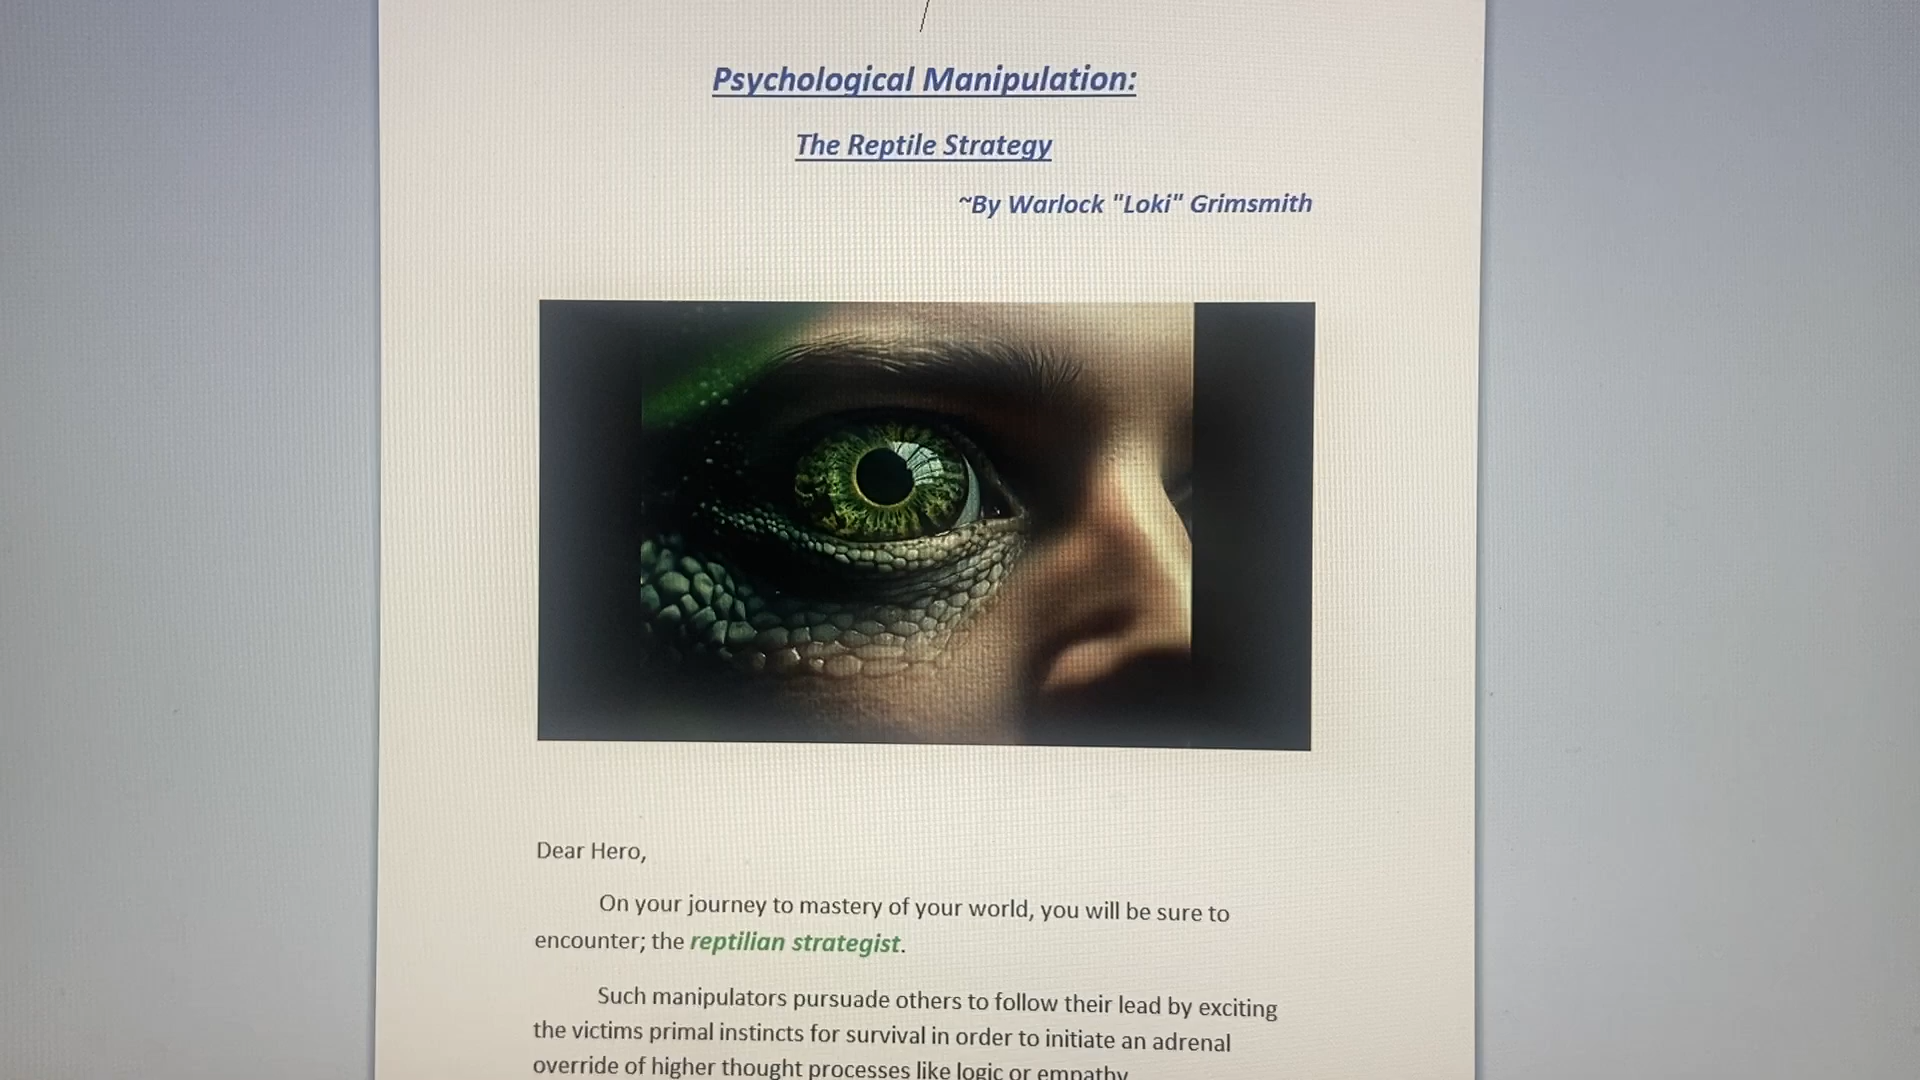 Psychological Manipulation:
The Reptile Strategy
~By Warlock "Loki" Grimsmith
Dear Hero,
On your journey to mastery of your world, you will be sure to
encounter; the reptilian strategist.
Such manipulators pursuade others to follow their lead by exciting
the victims primal instincts for survival in order to initiate an adrenal
override of higher thought processes like logic or empathy